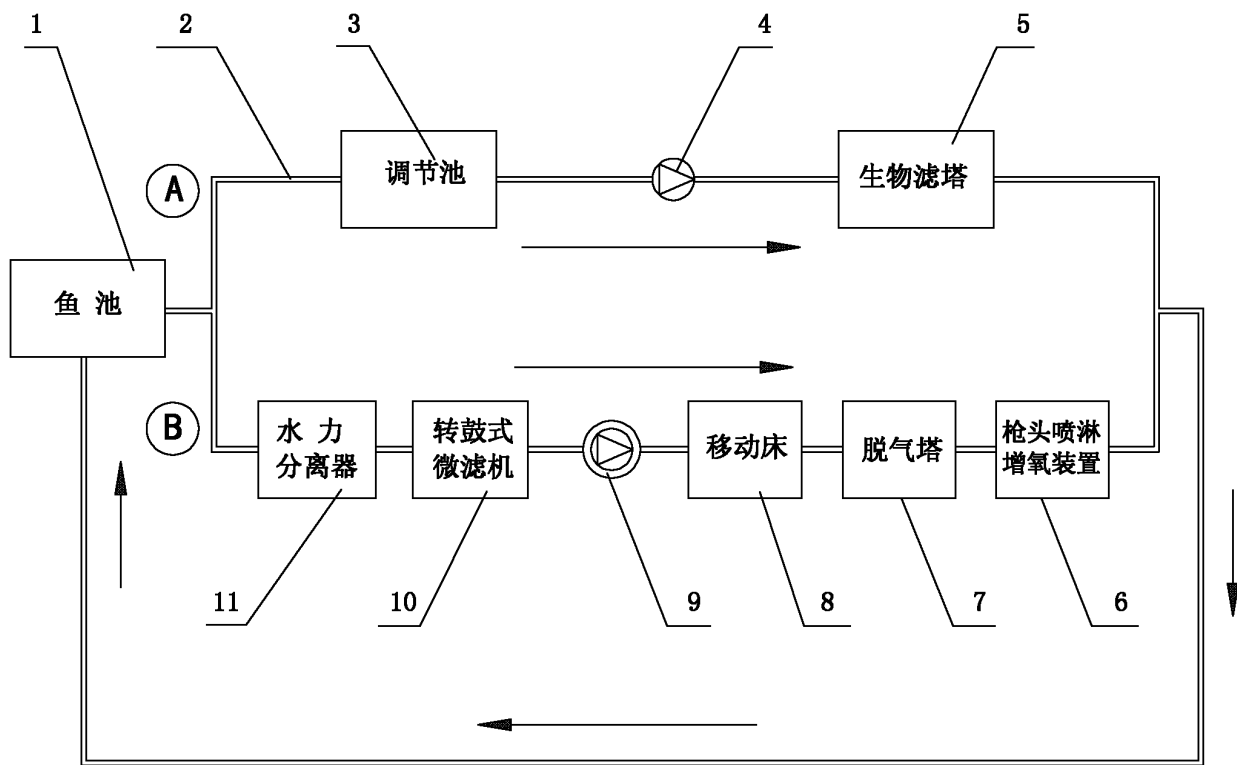 1 2 3 4 5
A
调节池
生物滤塔
鱼 池
B
水 力
分离器
转鼓式
微滤机
移动床
脱气塔
枪头喷淋
增氧装置
11 10 9 8 7 6